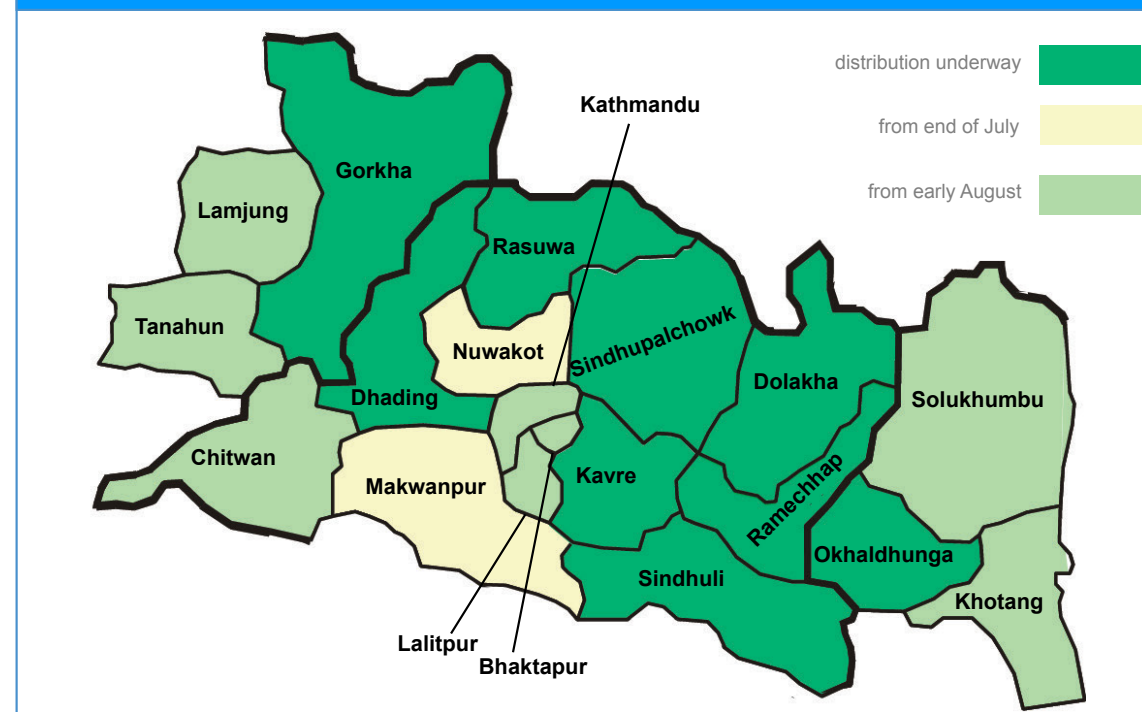 distribution underway
Kathmandu
from end of July
Gorkha
from early August
Lamjung
Rasuwa
Tanahun
Sindhupalchowk
Nuwakot
Dolakha
Dhading
Solukhumbu
Chitwan
Kavre
Makwanpur
Ramechhap
Okhaldhunga
Sindhuli
Khotang
Lalitpur
Bhaktapur